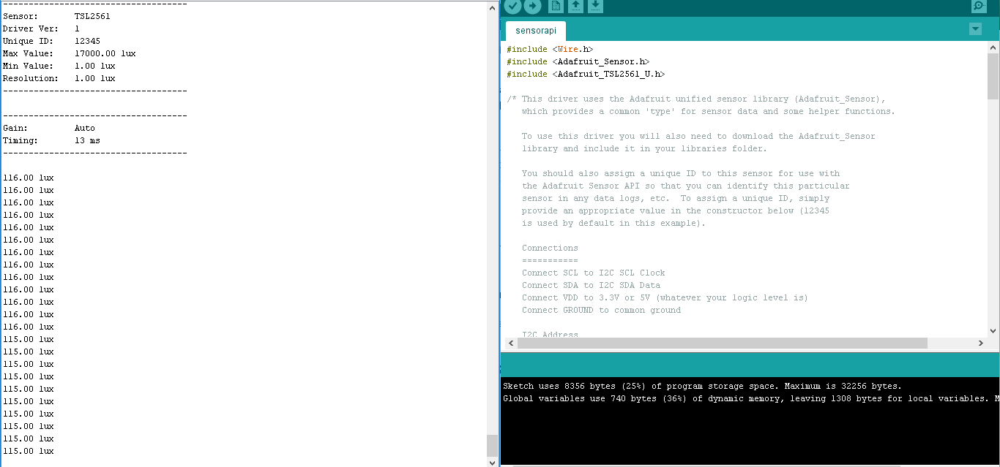 ------------------------------------
Sensor:       TSL2561
Driver Ver:   1
Unique ID:    12345
Max Value:    17000.00 lux
Min Value:    1.00 lux
Resolution:   1.00 lux
------------------------------------
------------------------------------
Gain:         Auto
Timing:       13 ms
------------------------------------
116.00 lux
116.00 lux
116.00 lux
116.00 lux
116.00 lux
116.00 lux
116.00 lux
116.00 lux
116.00 lux
116.00 lux
116.00 lux
116.00 lux
116.00 lux
115.00 lux
115.00 lux
115.00 lux
115.00 lux
115.00 lux
115.00 lux
115.00 lux
115.00 lux
115.00 lux
115.00 lux
sensorapi
#include <Wire.h>
#include <Adafruit_Sensor.h>
#include <Adafruit_TSL2561_U.h>
/* This driver uses the Adafruit unified sensor library (Adafruit_Sensor),
which provides a common 'type' for sensor data and some helper functions.
To use this driver you will also need to download the Adafruit_Sensor
library and include it in your libraries folder.
You should also assign a unique ID to this sensor for use with
the Adafruit Sensor API so that you can identify this particular
sensor in any data logs, etc.  To assign a unique ID, simply
provide an appropriate value in the constructor below (12345
is used by default in this example).
Connections
===========
Connect SCL to I2C SCL Clock
Connect SDA to I2C SDA Data
Connect VDD to 3.3V or 5V (whatever your logic level is)
Connect GROUND to common ground
I2C Address
Sketch uses 8356 bytes (25%) of program storage space. Maximum is 32256 bytes.
Global variables use 740 bytes (36%) of dynamic memory, leaving 1308 bytes for local variables. M